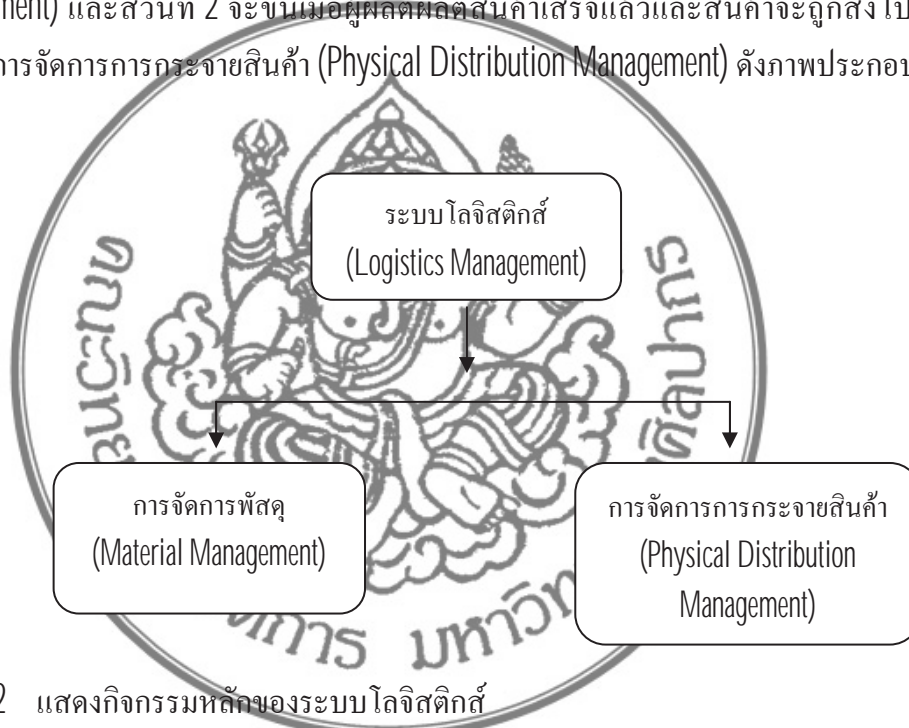 ment) และส่วนที่ 2 จะขึ้นเมื่อผู้ผลิตผลิตสินค้าเสร็จแล้วและสินค้าจะถูกส่งไป
การจัดการการกระจายสินค้า (Physical Distribution Management) ดังภาพประกอบ
ระบบโลจิสติกส์
(Logistics Management)
การจัดการพัสดุ
(Material Management)
การจัดการการกระจายสินค้า
(Physical Distribution
Management)
2 แสดงกิจกรรมหลักของระบบโลจิสติกส์